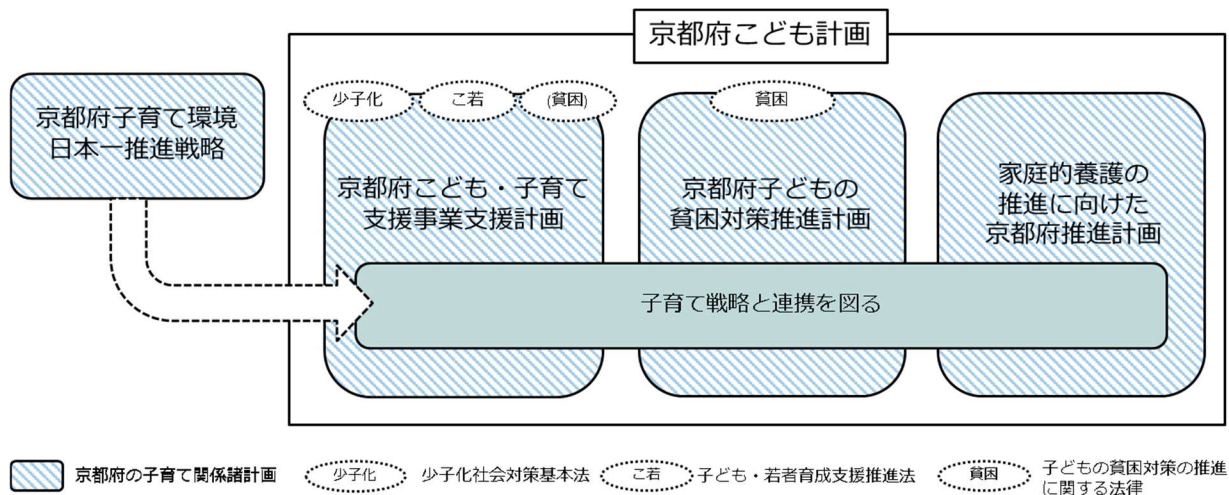 京都府こども計画
京都府子育て環境
日本一推進戦略
少子化
こ若
(貧困)
京都府こども・子育て
支援事業支援計画
貧困
京都府子どもの
貧困対策推進計画
家庭的養護の
推進に向けた
京都府推進計画
子育て戦略と連携を図る
京都府の子育て関係諸計画
少子化
少子化社会対策基本法
こ若
子ども・若者育成支援推進法
貧困
子どもの貧困対策の推進
に関する法律